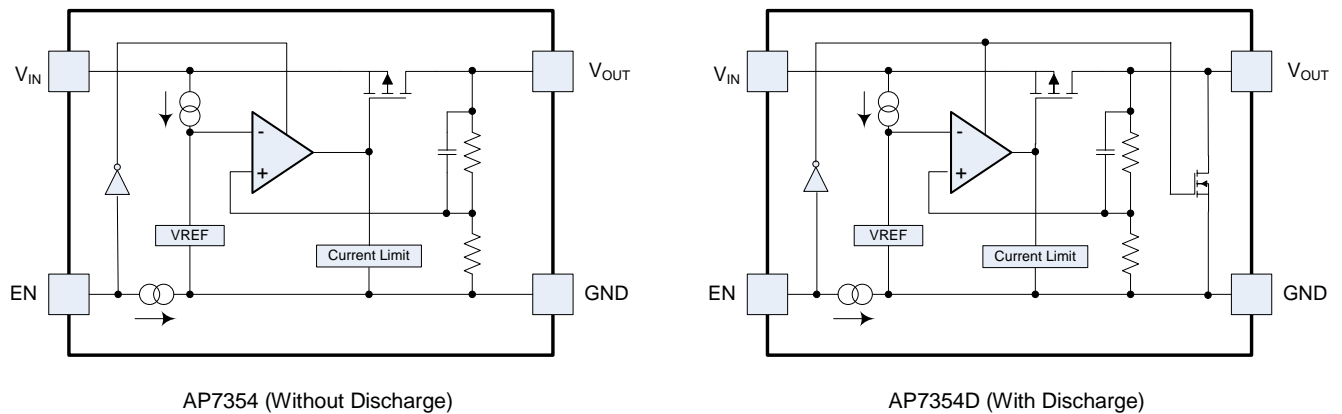 VIN
VOUT
-
+
VREF
Current Limit
EN
GND
AP7354 (Without Discharge)
VIN
VOUT
-
+
VREF
Current Limit
EN
GND
AP7354D (With Discharge)